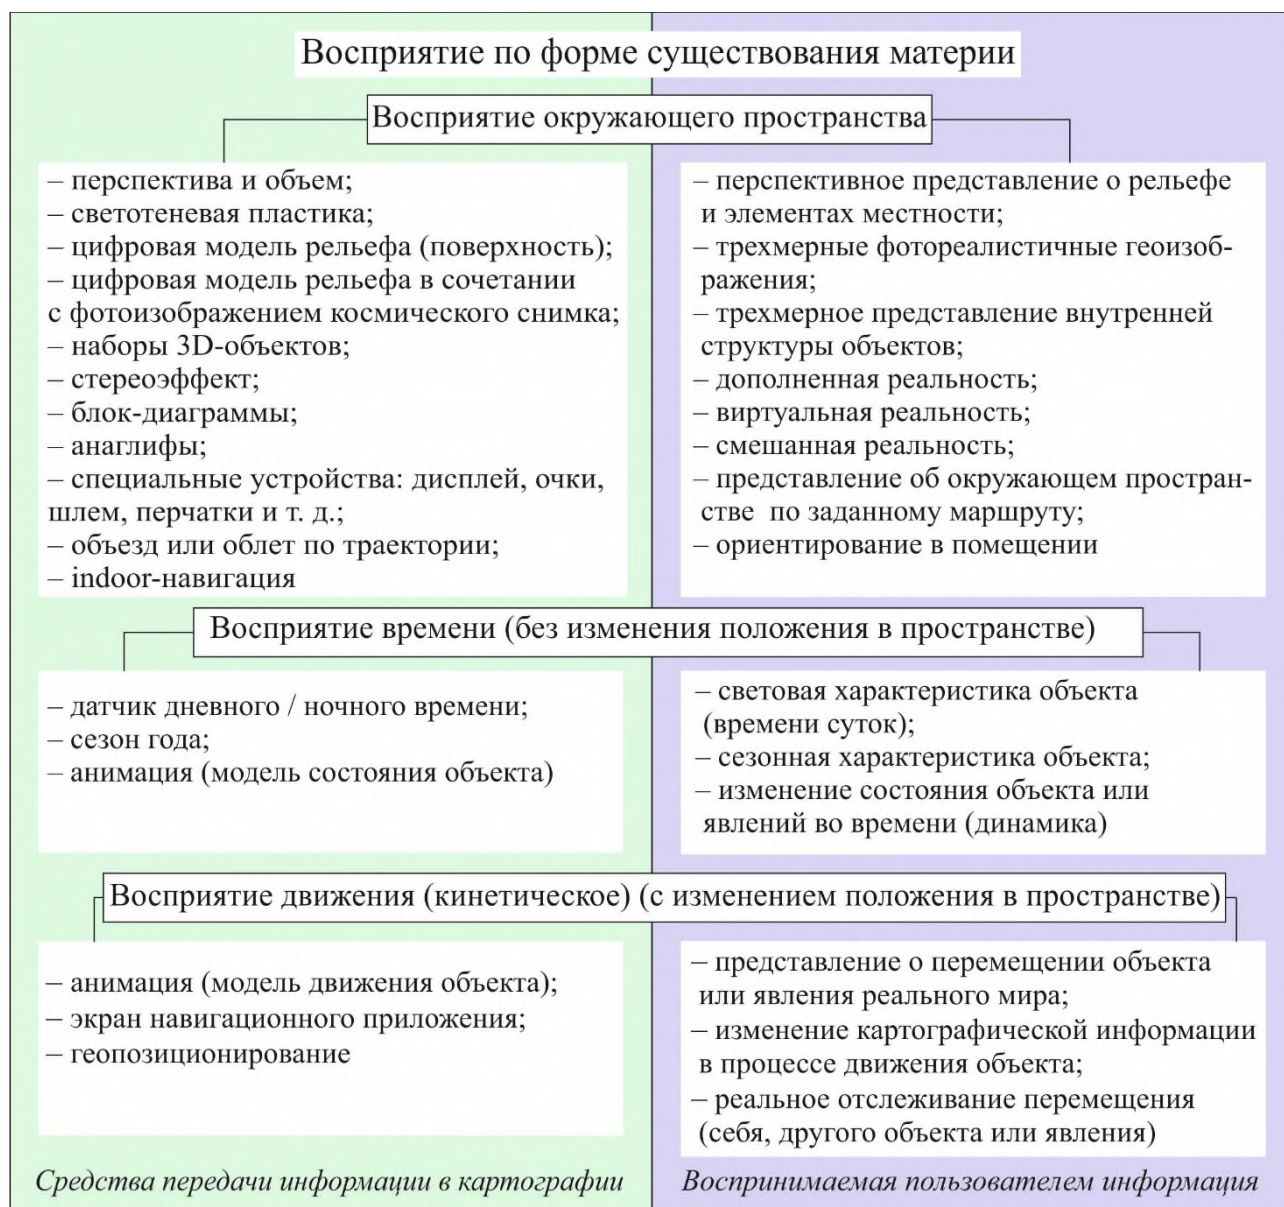 Восприятие по форме существования материи
Восприятие окружающего пространства
– перспектива и объем;
– светотеневая пластика;
– цифровая модель рельефа (поверхность);
– цифровая модель рельефа в сочетании
с фотоизображением космического снимка;
– наборы 3D-объектов;
– стереоэффект;
– блок-диаграммы;
– анаглифы;
– специальные устройства: дисплей, очки,
шлем, перчатки и т. д.;
– объезд или облет по траектории;
– indoor-навигация
– перспективное представление о рельефе
и элементах местности;
– трехмерные фотореалистичные геоизоб-
ражения;
– трехмерное представление внутренней
структуры объектов;
– дополненная реальность;
– виртуальная реальность;
– смешанная реальность;
– представление об окружающем простран-
стве по заданному маршруту;
– ориентирование в помещении
Восприятие времени (без изменения положения в пространстве)
– датчик дневного / ночного времени;
– сезон года;
– анимация (модель состояния объекта)
– световая характеристика объекта
(времени суток);
– сезонная характеристика объекта;
– изменение состояния объекта или
явлений во времени (динамика)
Восприятие движения (кинетическое) (с изменением положения в пространстве)
– анимация (модель движения объекта);
– экран навигационного приложения;
– геопозиционирование
– представление о перемещении объекта
или явления реального мира;
– изменение картографической информации
в процессе движения объекта;
– реальное отслеживание перемещения
(себя, другого объекта или явления)
Средства передачи информации в картографии
Воспринимаемая пользователем информация